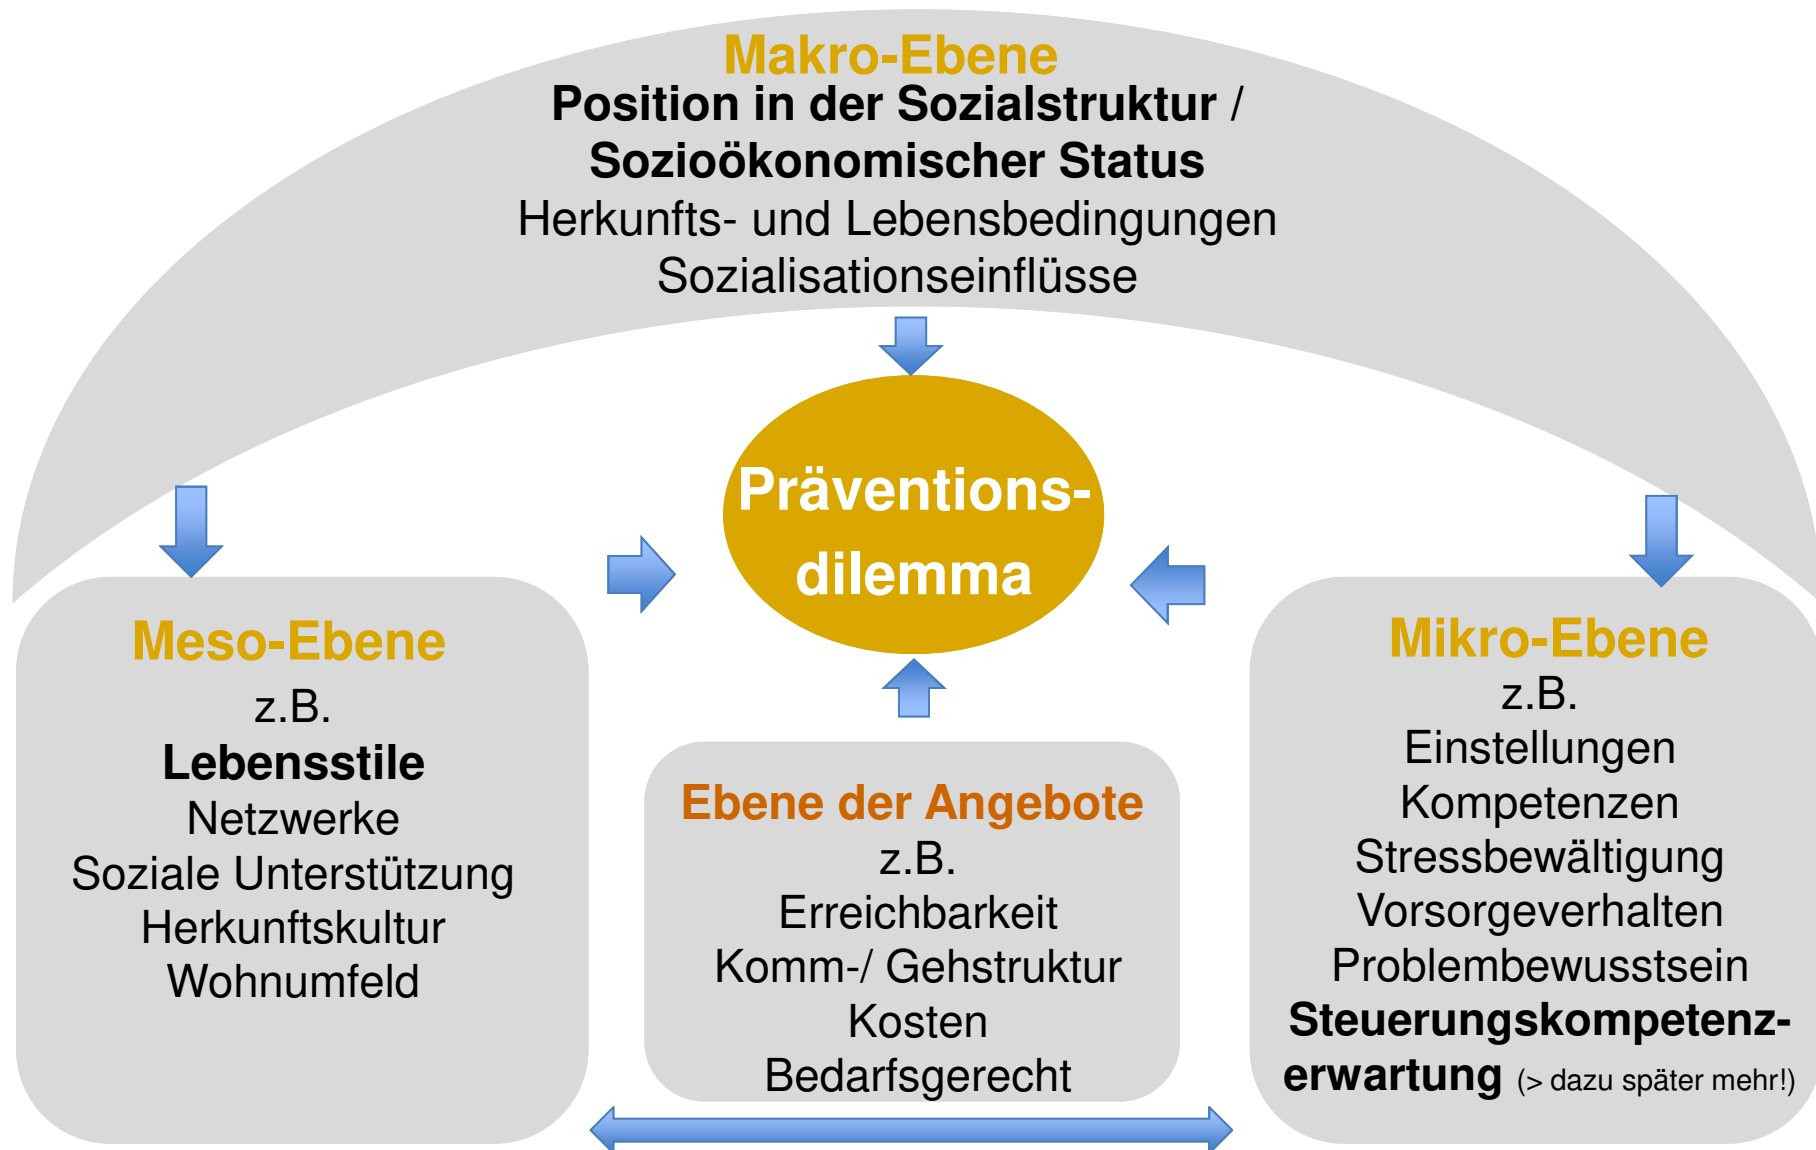 Makro-Ebene
Position in der Sozialstruktur /
Sozioökonomischer Status
Herkunfts- und Lebensbedingungen
Sozialisationseinflüsse
Präventions-
dilemma
Meso-Ebene
z.B.
Lebensstile
Netzwerke
Soziale Unterstützung
Herkunftskultur
Wohnumfeld
Ebene der Angebote
z.B.
Erreichbarkeit
Komm-/ Gehstruktur
Kosten
Bedarfsgerecht
Mikro-Ebene
z.B.
Einstellungen
Kompetenzen
Stressbewältigung
Vorsorgeverhalten
Problembewusstsein
Steuerungskompetenz-
erwartung (> dazu später mehr!)